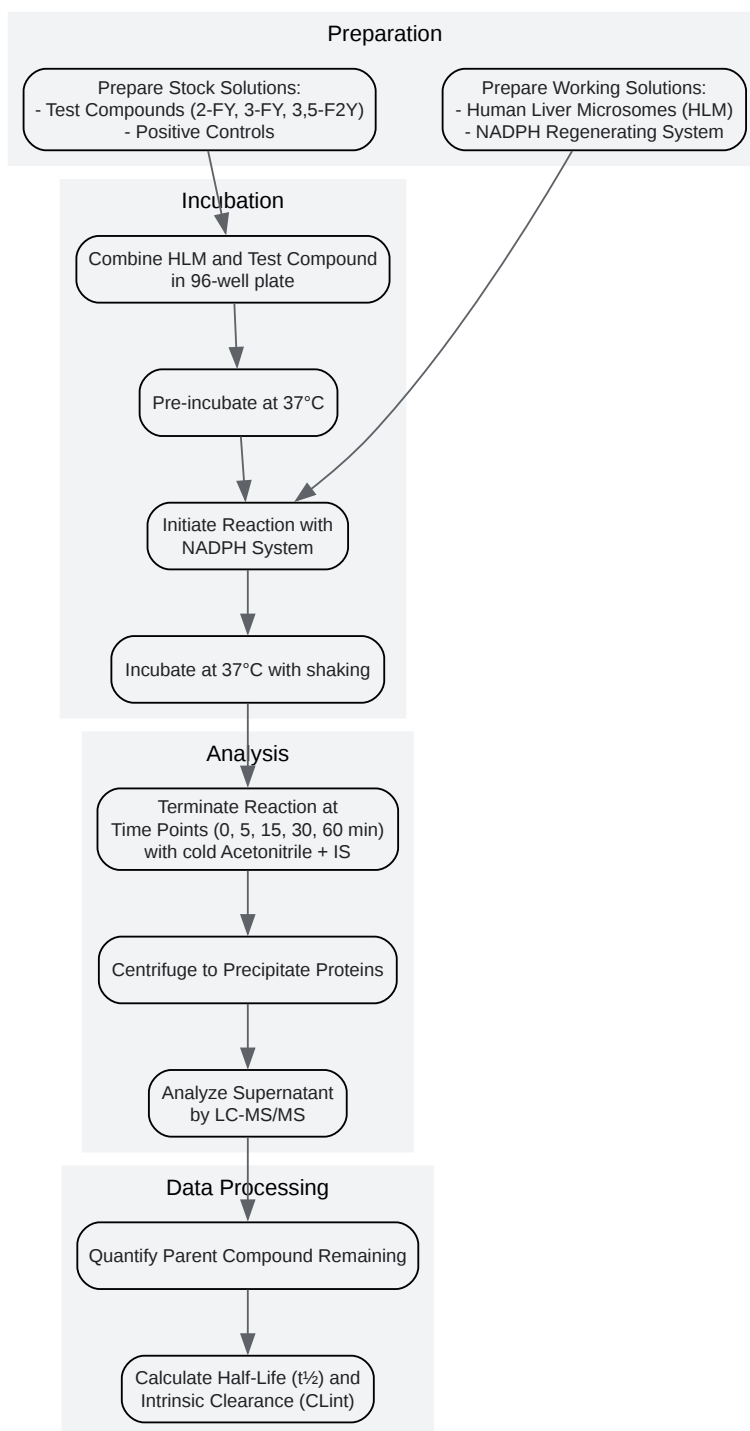 Preparation
Prepare Stock Solutions:
- Test Compounds (2-FY, 3-FY, 3,5-F2Y)
- Positive Controls
Prepare Working Solutions:
- Human Liver Microsomes (HLM)
- NADPH Regenerating System
Incubation
Combine HLM and Test Compound
in 96-well plate
Pre-incubate at 37°C
Initiate Reaction with
NADPH System
Incubate at 37°C with shaking
Analysis
Terminate Reaction at
Time Points (0, 5, 15, 30, 60 min)
with cold Acetonitrile + IS
Centrifuge to Precipitate Proteins
Analyze Supernatant
by LC-MS/MS
Data Processing
Quantify Parent Compound Remaining
Calculate Half-Life (t½) and
Intrinsic Clearance (CLint)